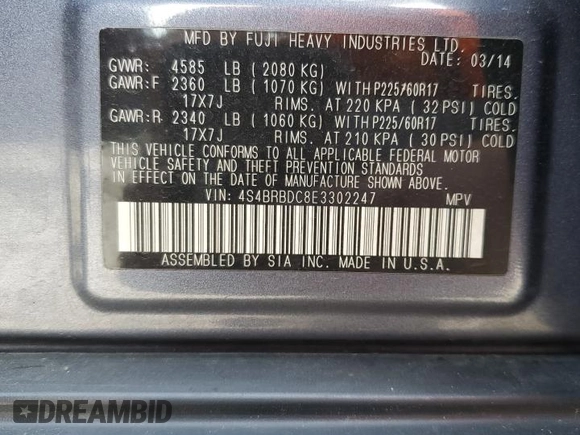 MFD BY FUJI HEAVY INDUSTRIES LTD.
DATE: 03/14
GVWR: 4585 LB (2080 KG)
GAWR:F 2360 LB (1070 KG) WITH P225/60R17 TIRES.
17X7J RIMS. AT 220 KPA (32 PSI) COLD
GAWR:R 2340 LB (1060 KG) WITH P225/60R17 TIRES.
17X7J RIMS. AT 210 KPA (30 PSI) COLD
THIS VEHICLE CONFORMS TO ALL APPLICABLE FEDERAL MOTOR
VEHICLE SAFETY AND THEFT PREVENTION STANDARDS
IN EFFECT ON THE DATE OF MANUFACTURE SHOWN ABOVE.
VIN: 4S4BRBDC8E3302247 MPV
ASSEMBLED BY SIA INC. MADE IN U.S.A.
DREAMBID